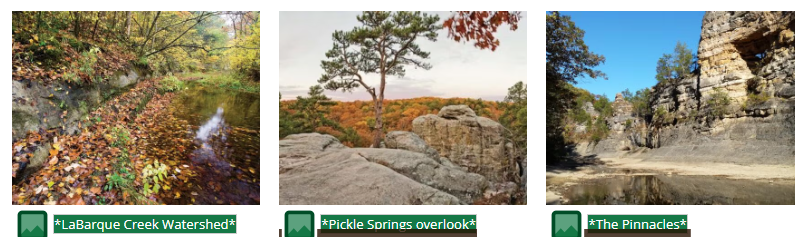 *LaBarque Creek Watershed*
*Pickle Springs overlook*
*The Pinnacles*